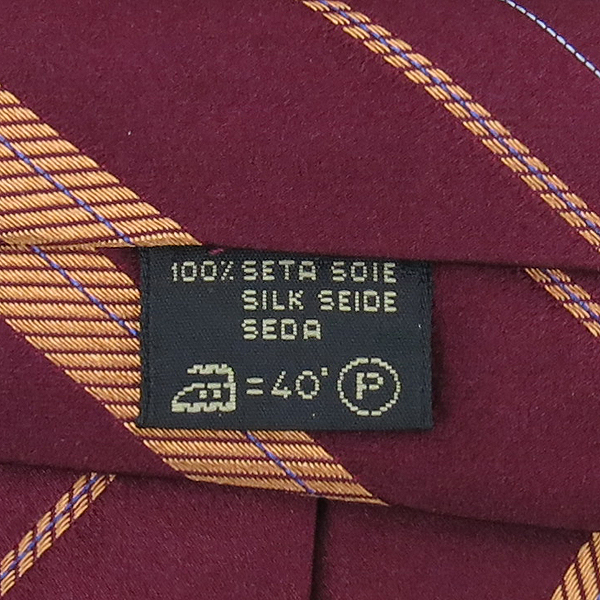 100% SETA SOIE
SILK SEIDE
SEDA
=40° P